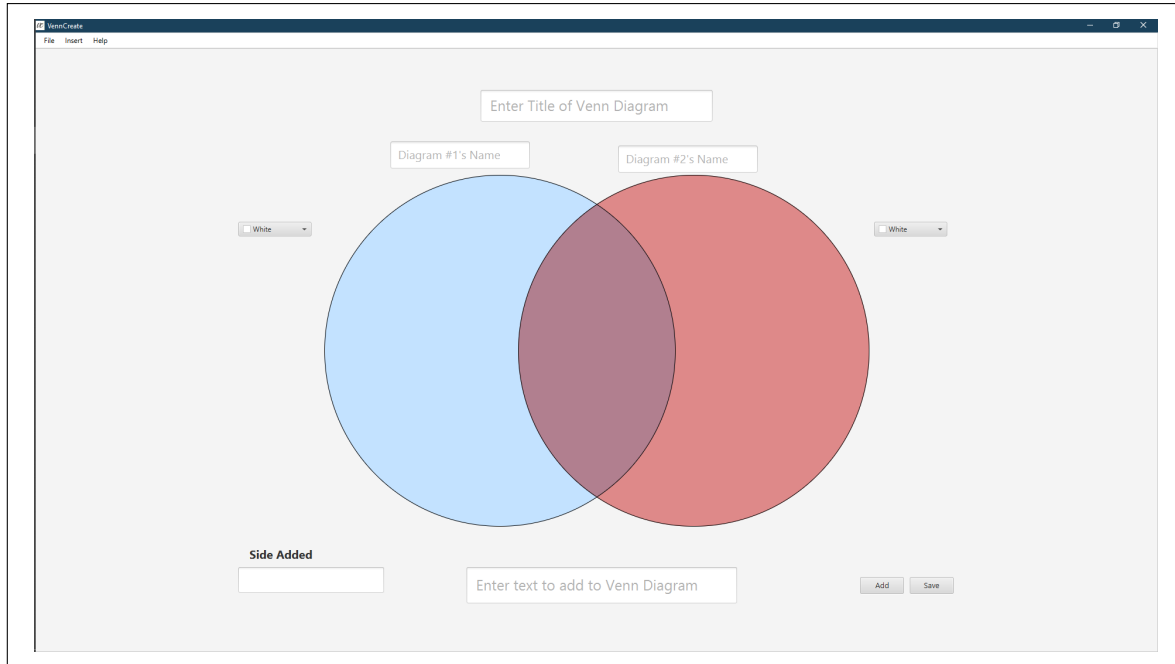 VennCreate
File Insert Help
Enter Title of Venn Diagram
Diagram #1's Name
Diagram #2's Name
White
White
Side Added
Enter text to add to Venn Diagram
Add
Save